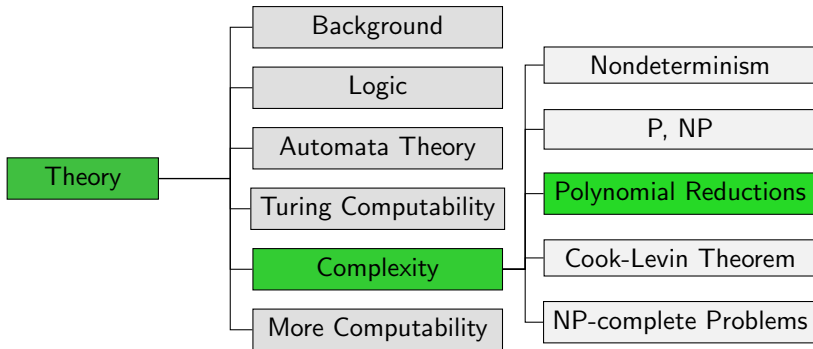 Theory
Background
Logic
Automata Theory
Turing Computability
Complexity
More Computability
Nondeterminism
P, NP
Polynomial Reductions
Cook-Levin Theorem
NP-complete Problems